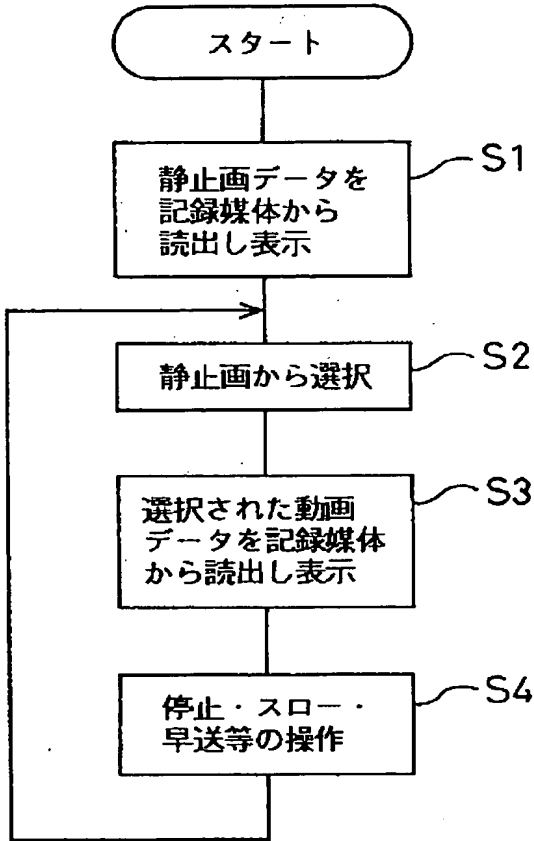 スタート
S1
静止画データを
記録媒体から
読出し表示
S2
静止画から選択
S3
選択された動画
データを記録媒体
から読出し表示
S4
停止・スロー・
早送等の操作